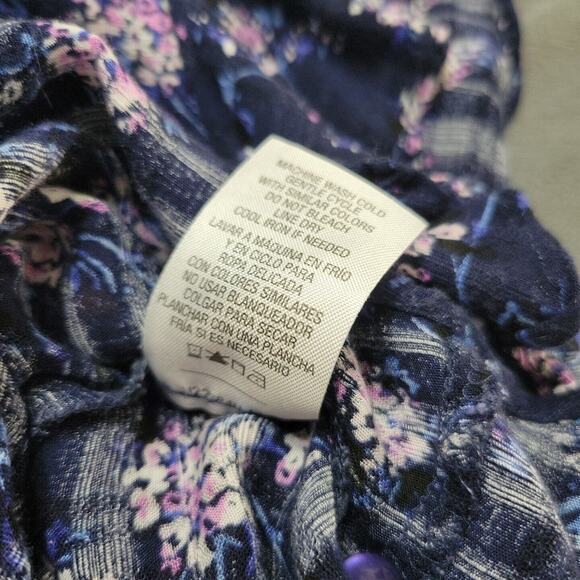 MACHINE WASH COLD
GENTLE CYCLE
WITH SIMILAR COLORS
DO NOT BLEACH
LINE DRY
COOL IRON IF NEEDED
LAVAR A MAQUINA EN FRIO
Y EN CICLO PARA
ROPA DELICADA
CON COLORES SIMILARES
NO USAR BLANQUEADOR
COLGAR PARA SECAR
PLANCHAR CON UNA PLANCHA
FRÍA SI ES NECESARIO